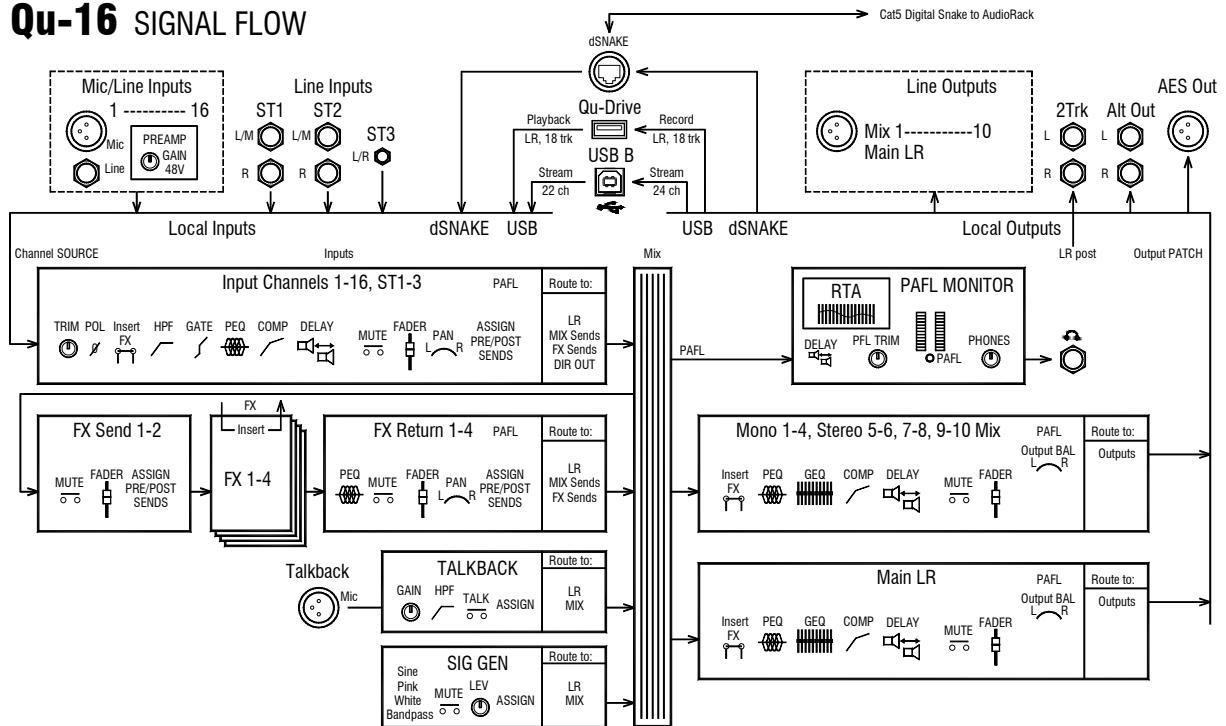 Qu-16 SIGNAL FLOW
Cat5 Digital Snake to AudioRack
dSNAKE
Mic/Line Inputs
1 ---------- 16
Mic
Line
PREAMP
GAIN
48V
Line Inputs
ST1
ST2
ST3
L/M
L/M
L/R
R
R
Qu-Drive
Playback
LR, 18 trk
Record
LR, 18 trk
USB B
Stream
22 ch
Stream
24 ch
Line Outputs
Mix 1-----------10
Main LR
2Trk
Alt Out
AES Out
L
L
R
R
Local Inputs
dSNAKE
USB
USB
dSNAKE
Local Outputs
Channel SOURCE
Inputs
Mix
LR post
Output PATCH
Input Channels 1-16, ST1-3
PAFL
Route to:
TRIM
POL
Insert
FX
HPF
GATE
PEQ
COMP
DELAY
MUTE
FADER
PAN
L
R
ASSIGN
PRE/POST
SENDS
LR
MIX Sends
FX Sends
DIR OUT
PAFL
RTA
PAFL MONITOR
DELAY
PFL TRIM
PAFL
PHONES
FX Send 1-2
MUTE
FADER
ASSIGN
PRE/POST
SENDS
FX
Insert
FX 1-4
FX Return 1-4
PAFL
Route to:
PEQ
MUTE
FADER
PAN
L
R
ASSIGN
PRE/POST
SENDS
LR
MIX Sends
FX Sends
Mono 1-4, Stereo 5-6, 7-8, 9-10 Mix
PAFL
Route to:
Output BAL
L
R
Outputs
Insert
FX
PEQ
GEQ
COMP
DELAY
MUTE
FADER
Talkback
Mic
TALKBACK
Route to:
GAIN
HPF
TALK
ASSIGN
LR
MIX
Main LR
PAFL
Route to:
Output BAL
L
R
Outputs
Insert
FX
PEQ
GEQ
COMP
DELAY
MUTE
FADER
SIG GEN
Route to:
Sine
Pink
White
Bandpass
MUTE
LEV
ASSIGN
LR
MIX